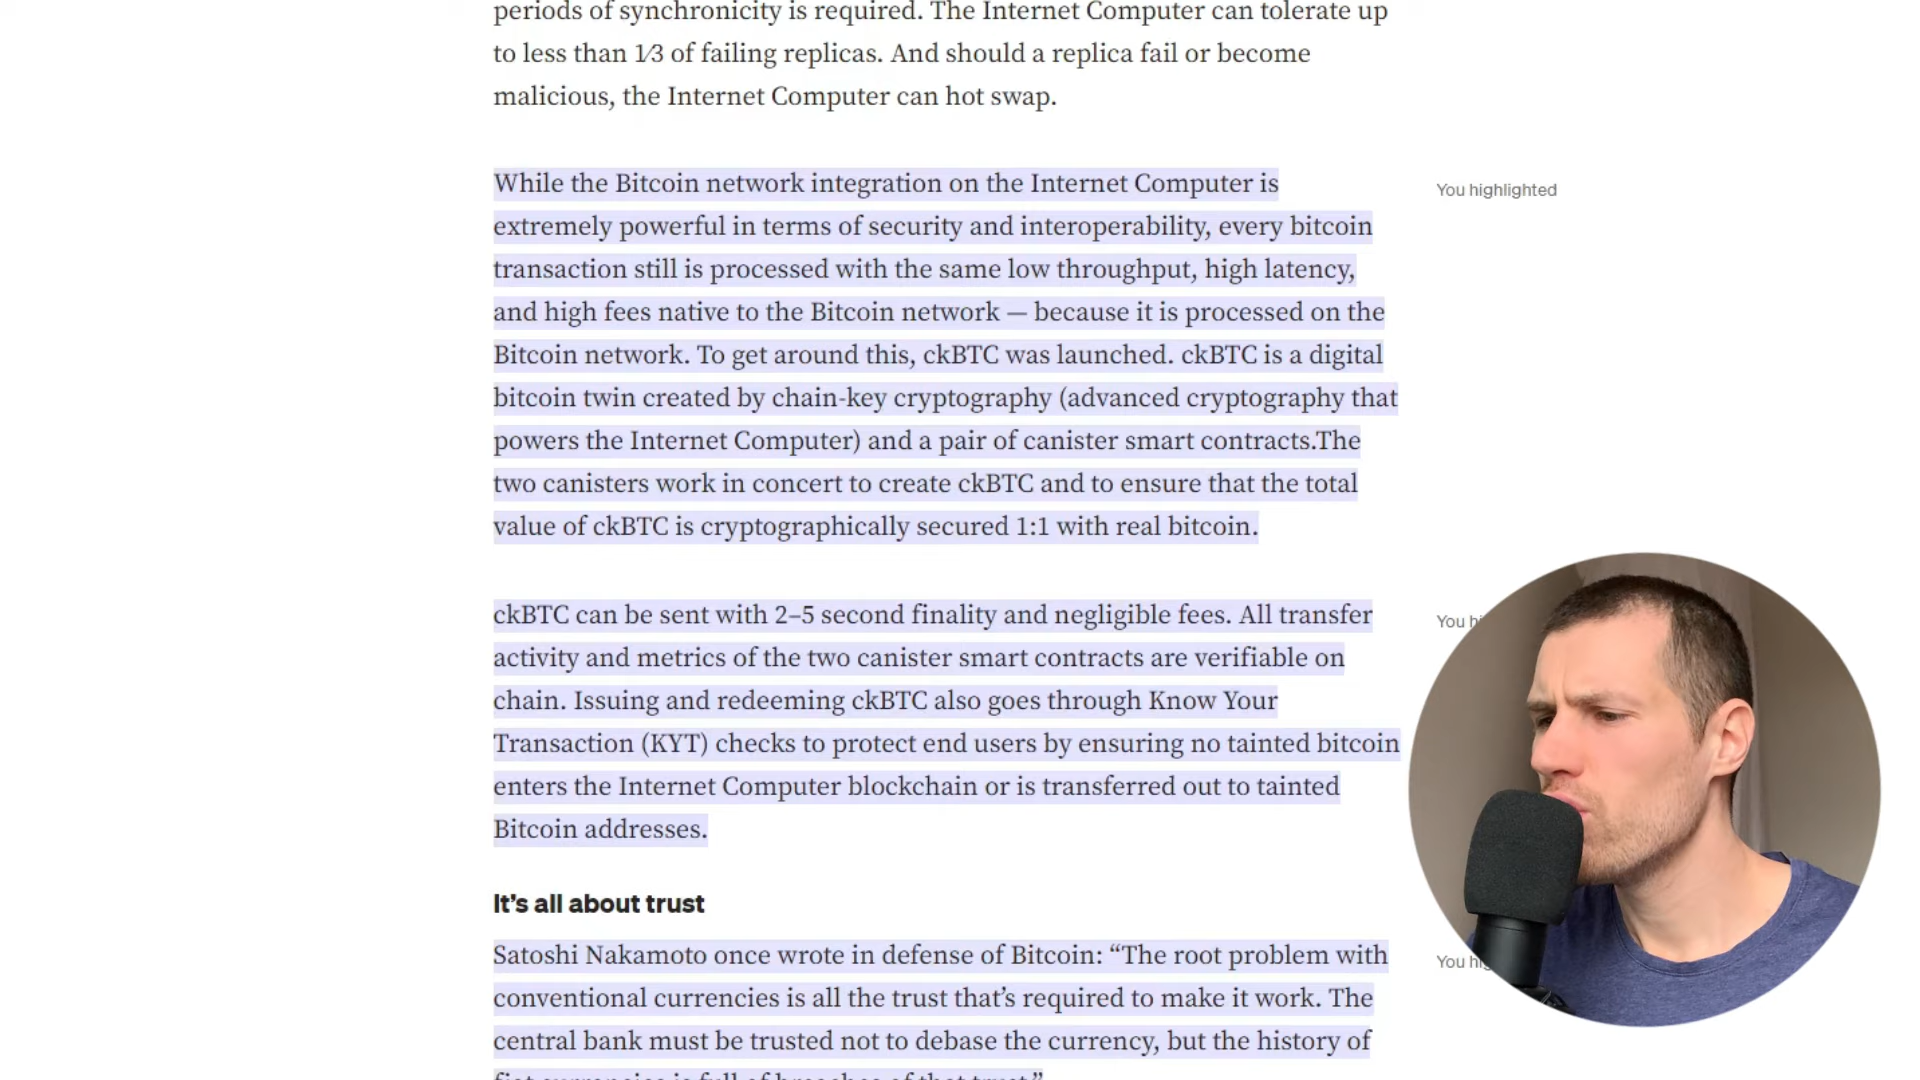 periods of synchronicity is required. The Internet Computer can tolerate up
to less than 1⁄3 of failing replicas. And should a replica fail or become
malicious, the Internet Computer can hot swap.
While the Bitcoin network integration on the Internet Computer is
You highlighted
extremely powerful in terms of security and interoperability, every bitcoin
transaction still is processed with the same low throughput, high latency,
and high fees native to the Bitcoin network — because it is processed on the
Bitcoin network. To get around this, ckBTC was launched. ckBTC is a digital
bitcoin twin created by chain-key cryptography (advanced cryptography that
powers the Internet Computer) and a pair of canister smart contracts.The
two canisters work in concert to create ckBTC and to ensure that the total
value of ckBTC is cryptographically secured 1:1 with real bitcoin.
ckBTC can be sent with 2–5 second finality and negligible fees. All transfer
You
activity and metrics of the two canister smart contracts are verifiable on
chain. Issuing and redeeming ckBTC also goes through Know Your
Transaction (KYT) checks to protect end users by ensuring no tainted bitcoin
enters the Internet Computer blockchain or is transferred out to tainted
Bitcoin addresses.
It’s all about trust
Satoshi Nakamoto once wrote in defense of Bitcoin: “The root problem with
You
conventional currencies is all the trust that’s required to make it work. The
central bank must be trusted not to debase the currency, but the history of
fiat currencies is full of breaches of that trust.”